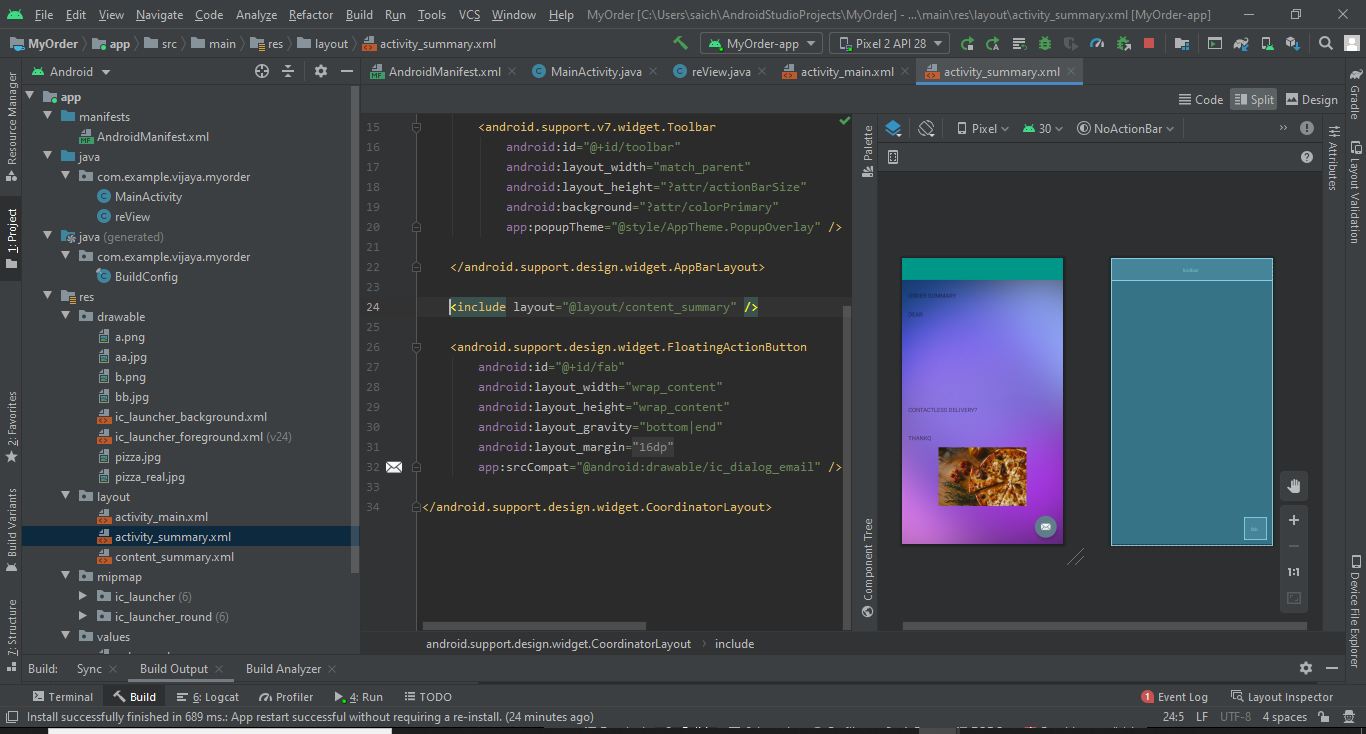 File Edit View Navigate Code Analyze Refactor Build Run Tools VCS Window Help MyOrder [C:\Users\saich\AndroidStudioProjects\MyOrder] - ...\main\res\layout\activity_summary.xml [MyOrder-app]
MyOrder app src main res layout activity_summary.xml MyOrder-app Pixel 2 API 28
Resource Manager
1: Project
2: Favorites
Build Variants
7: Structure
Android
app
manifests
AndroidManifest.xml
java
com.example.vijaya.myorder
MainActivity
reView
java (generated)
com.example.vijaya.myorder
BuildConfig
res
drawable
a.png
aa.jpg
b.png
bb.jpg
ic_launcher_background.xml
ic_launcher_foreground.xml (v24)
pizza.jpg
pizza_real.jpg
layout
activity_main.xml
activity_summary.xml
content_summary.xml
mipmap
ic_launcher (6)
ic_launcher_round (6)
values
AndroidManifest.xml MainActivity.java reView.java activity_main.xml activity_summary.xml
Code Split Design
15 <android.support.v7.widget.Toolbar
16 android:id="@+id/toolbar"
17 android:layout_width="match_parent"
18 android:layout_height="?attr/actionBarSize"
19 android:background="?attr/colorPrimary"
20 app:popupTheme="@style/AppTheme.PopupOverlay" />
21
22 </android.support.design.widget.AppBarLayout>
23
24 <include layout="@layout/content_summary" />
25
26 <android.support.design.widget.FloatingActionButton
27 android:id="@+id/fab"
28 android:layout_width="wrap_content"
29 android:layout_height="wrap_content"
30 android:layout_gravity="bottom|end"
31 android:layout_margin="16dp"
32 app:srcCompat="@android:drawable/ic_dialog_email" />
33
34 </android.support.design.widget.CoordinatorLayout>
android.support.design.widget.CoordinatorLayout › include
Palette
Component Tree
Pixel 30 NoActionBar »
ORDER SUMMARY
DEAR
CONTACTLESS DELIVERY?
THANKQ
toolbar
1:1
Attributes
Gradle
Layout Validation
Device File Explorer
Build: Sync Build Output Build Analyzer
Terminal Build 6: Logcat Profiler 4: Run TODO 1 Event Log Layout Inspector
Install successfully finished in 689 ms.: App restart successful without requiring a re-install. (24 minutes ago) 24:5 LF UTF-8 4 spaces